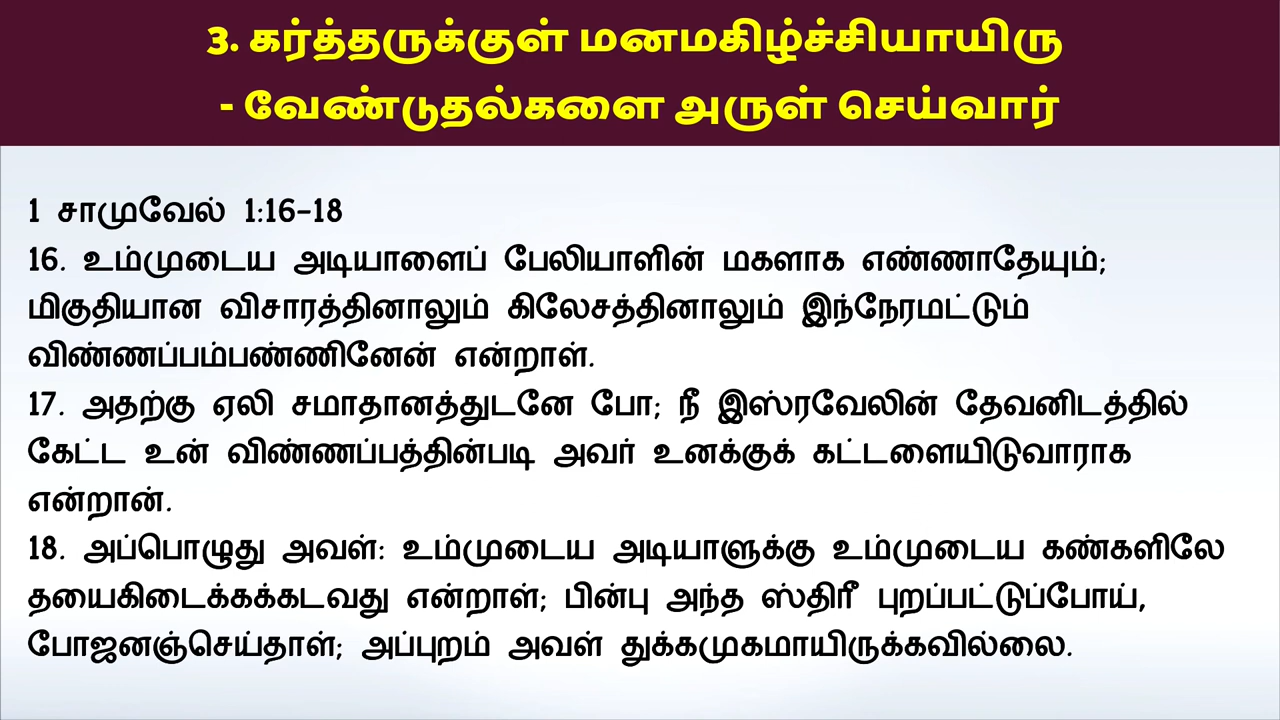 3. கர்த்தருக்குள் மனமகிழ்ச்சியாயிரு
- வேண்டுதல்களை அருள் செய்வார்
1 சாமுவேல் 1:16-18
16. உம்முடைய அடியாளைப் பேலியாளின் மகளாக எண்ணாதேயும்;
மிகுதியான விசாரத்தினாலும் கிலேசத்தினாலும் இந்நேரமட்டும்
விண்ணப்பம்பண்ணினேன் என்றாள்.
17. அதற்கு ஏலி சமாதானத்துடனே போ; நீ இஸ்ரவேலின் தேவனிடத்தில்
கேட்ட உன் விண்ணப்பத்தின்படி அவர் உனக்குக் கட்டளையிடுவாராக
என்றான்.
18. அப்பொழுது அவள்: உம்முடைய அடியாளுக்கு உம்முடைய கண்களிலே
தயைகிடைக்கக்கடவது என்றாள்; பின்பு அந்த ஸ்திரீ புறப்பட்டுப்போய்,
போஜனஞ்செய்தாள்; அப்புறம் அவள் துக்கமுகமாயிருக்கவில்லை.